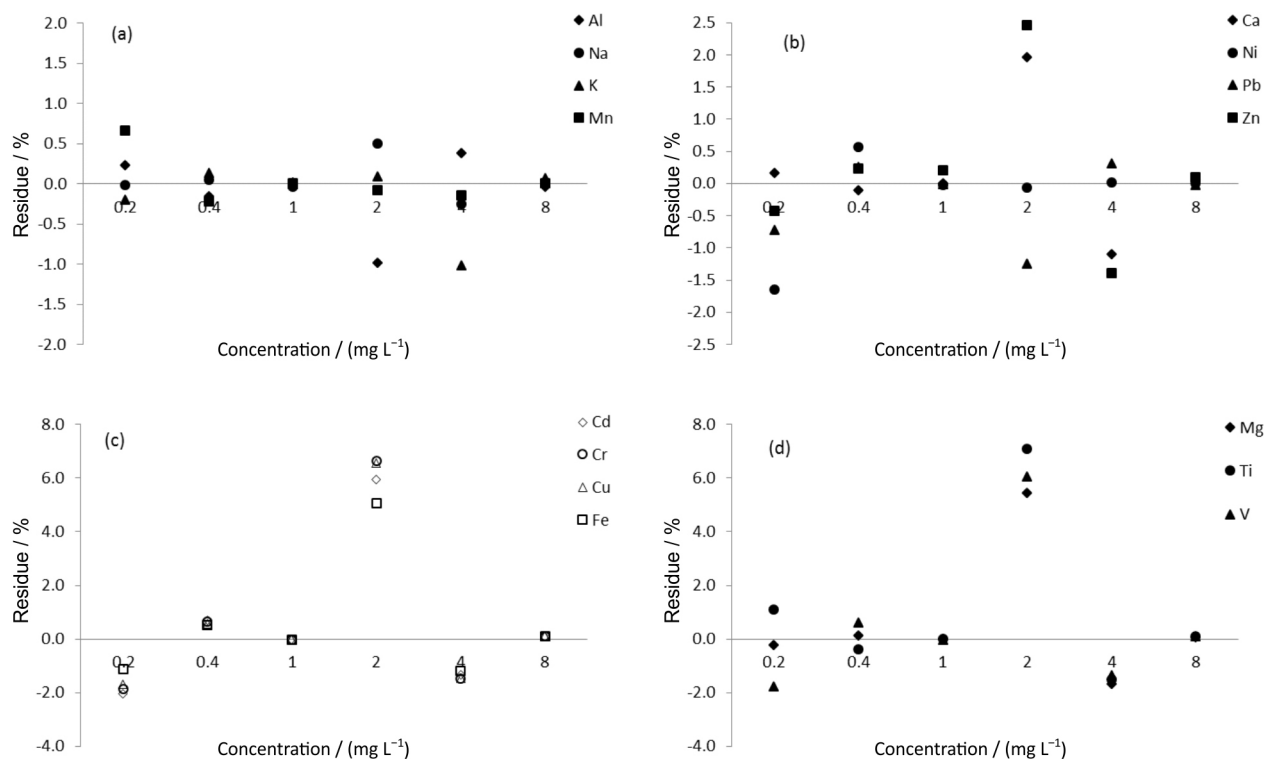 (a)
Residue / %
2.0
1.5
1.0
0.5
0.0
-0.5
-1.0
-1.5
-2.0
0.2 0.4 1 2 4 8
Concentration / (mg L⁻¹)
Al
Na
K
Mn
(b)
Residue / %
2.5
2.0
1.5
1.0
0.5
0.0
-0.5
-1.0
-1.5
-2.0
-2.5
0.2 0.4 1 2 4 8
Concentration / (mg L⁻¹)
Ca
Ni
Pb
Zn
(c)
Residue / %
8.0
6.0
4.0
2.0
0.0
-2.0
-4.0
0.2 0.4 1 2 4 8
Concentration / (mg L⁻¹)
Cd
Cr
Cu
Fe
(d)
Residue / %
8.0
6.0
4.0
2.0
0.0
-2.0
-4.0
0.2 0.4 1 2 4 8
Concentration / (mg L⁻¹)
Mg
Ti
V